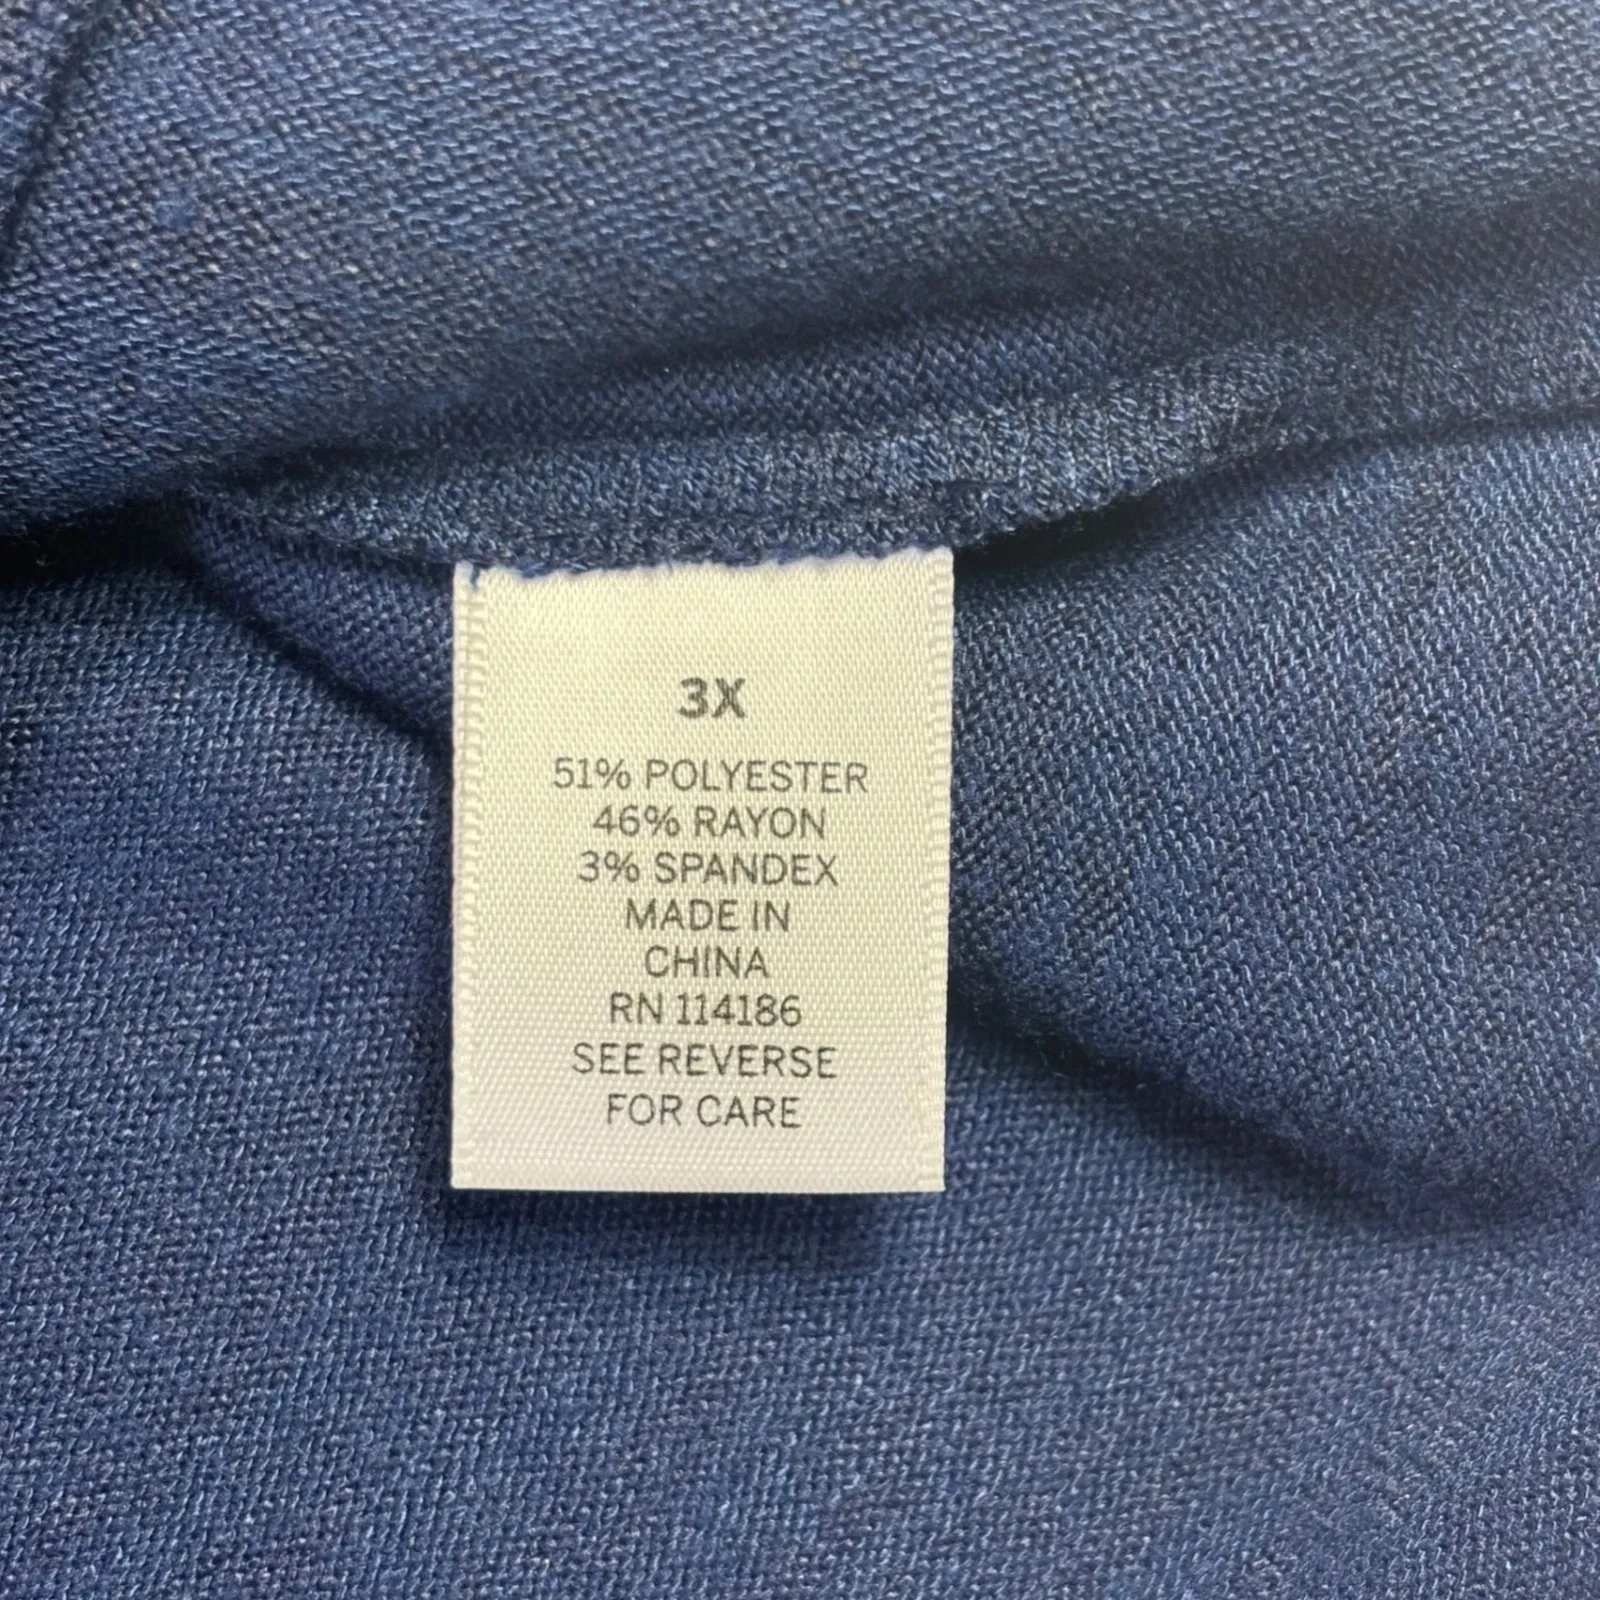 3X
51% POLYESTER
46% RAYON
3% SPANDEX
MADE IN
CHINA
RN 114186
SEE REVERSE
FOR CARE